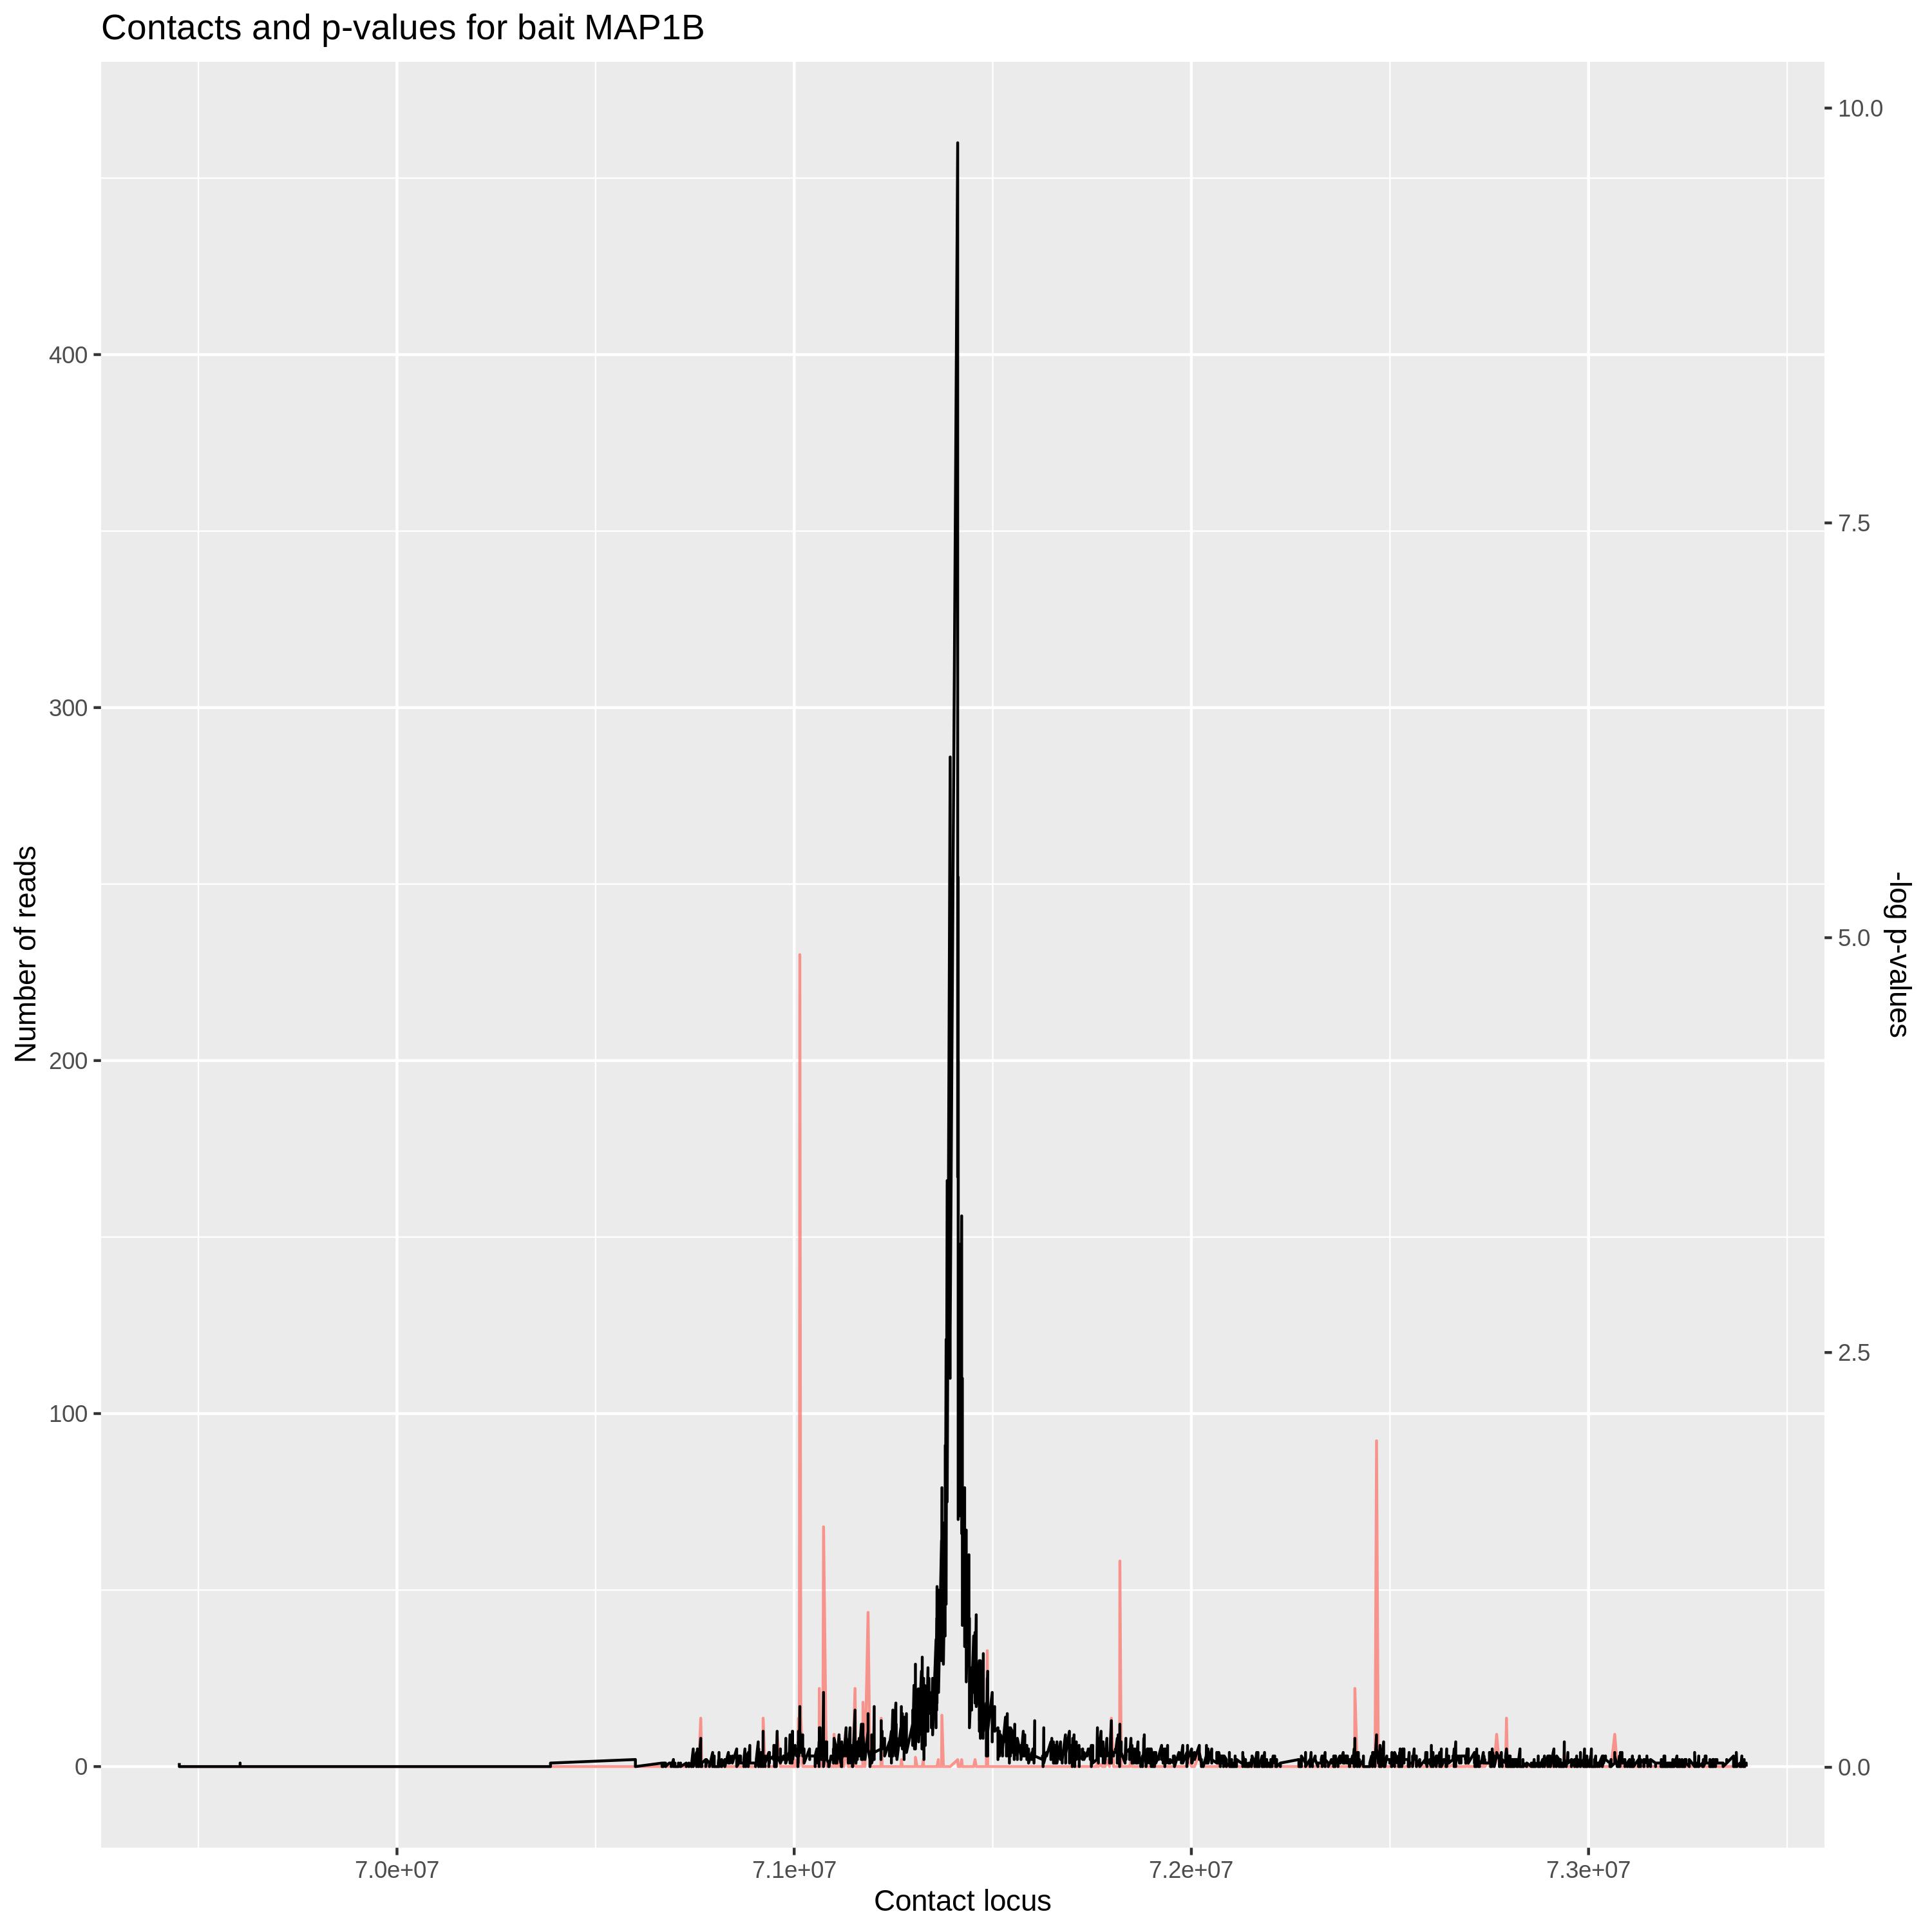 Contacts and p-values for bait MAP1B
Number of reads
400
300
200
100
0
10.0
7.5
5.0
2.5
0.0
-log p-values
7.0e+07
7.1e+07
7.2e+07
7.3e+07
Contact locus